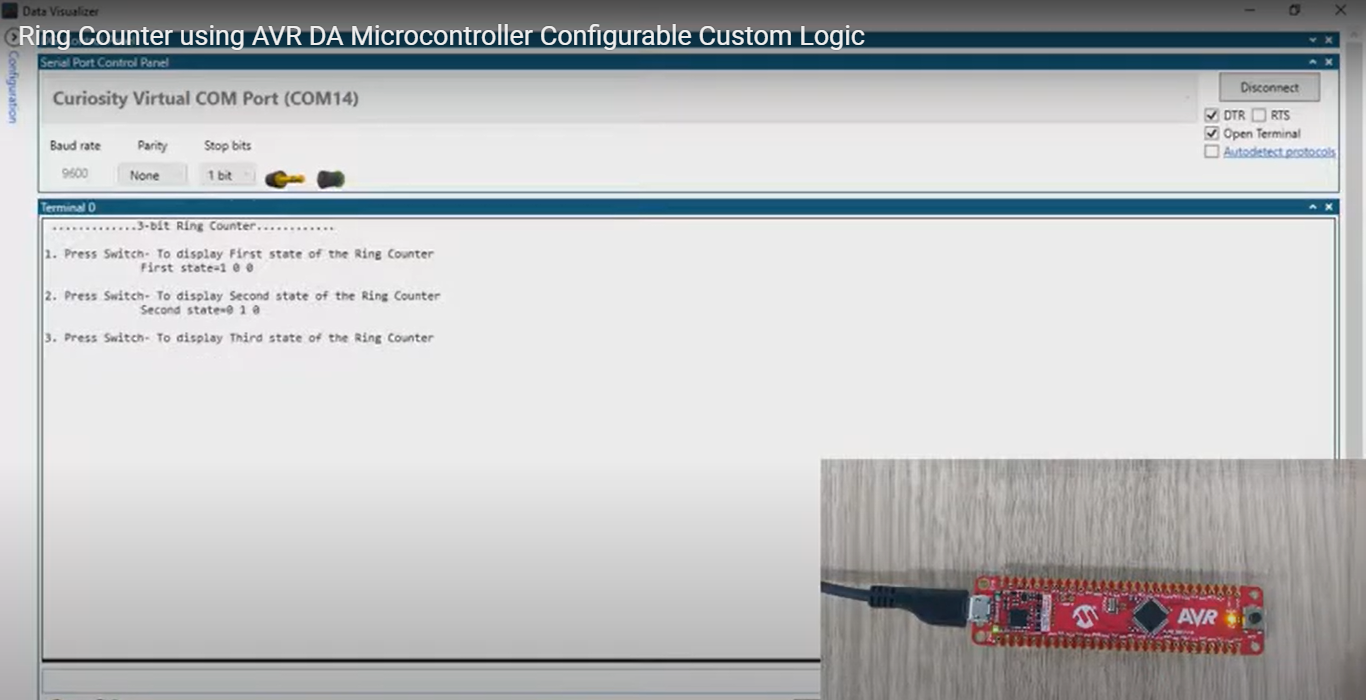 Data Visualizer
Ring Counter using AVR DA Microcontroller Configurable Custom Logic
Configuration
Serial Port Control Panel
Curiosity Virtual COM Port (COM14)
Disconnect
DTR RTS
Open Terminal
Autodetect protocols
Baud rate Parity Stop bits
9600 None 1 bit
Terminal 0
.............3-bit Ring Counter............
1. Press Switch- To display First state of the Ring Counter
First state=1 0 0
2. Press Switch- To display Second state of the Ring Counter
Second state=0 1 0
3. Press Switch- To display Third state of the Ring Counter
AVR